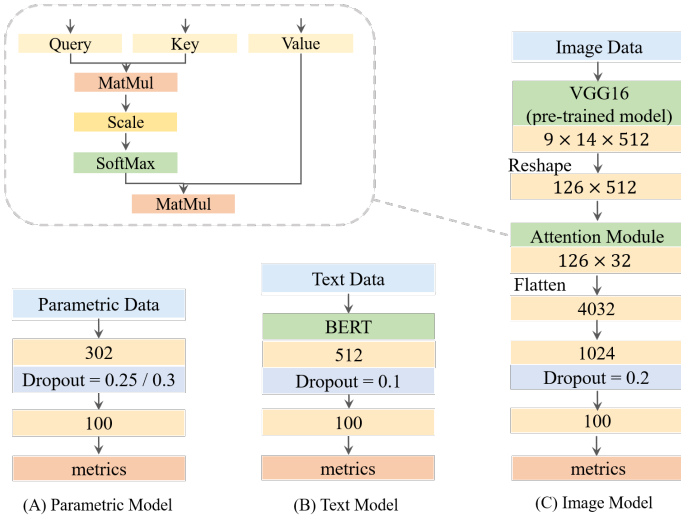 Query
Key
Value
MatMul
Scale
SoftMax
MatMul
Parametric Data
302
Dropout = 0.25 / 0.3
100
metrics
(A) Parametric Model
Text Data
BERT
512
Dropout = 0.1
100
metrics
(B) Text Model
Image Data
VGG16
(pre-trained model)
9 × 14 × 512
Reshape
126 × 512
Attention Module
126 × 32
Flatten
4032
1024
Dropout = 0.2
100
metrics
(C) Image Model